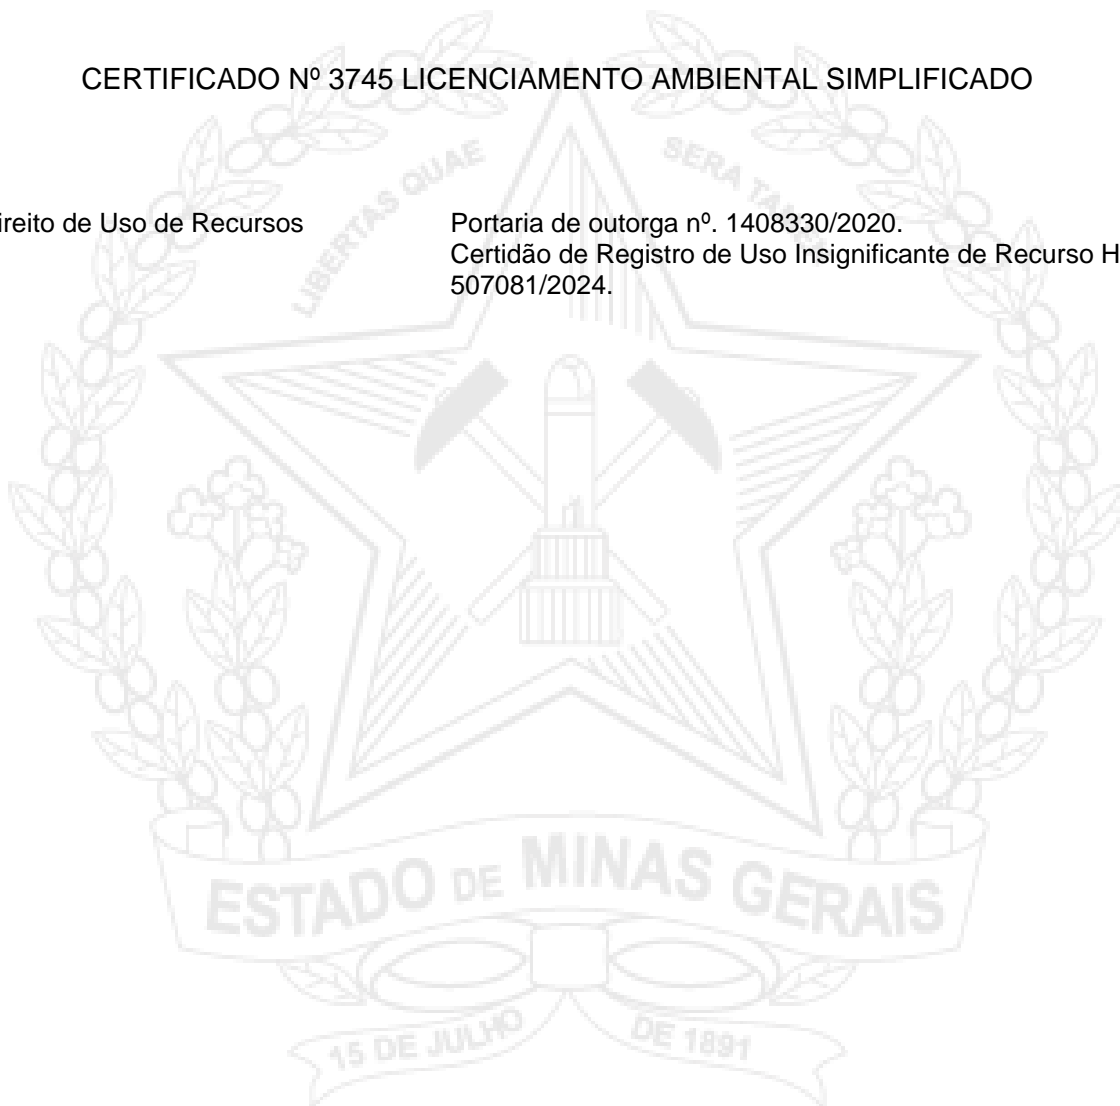 CERTIFICADO Nº 3745 LICENCIAMENTO AMBIENTAL SIMPLIFICADO
LIBERTAS QUAE SERA TAMEN
ireito de Uso de Recursos
Portaria de outorga nº. 1408330/2020.
Certidão de Registro de Uso Insignificante de Recurso H
507081/2024.
ESTADO DE MINAS GERAIS
15 DE JULHO DE 1891